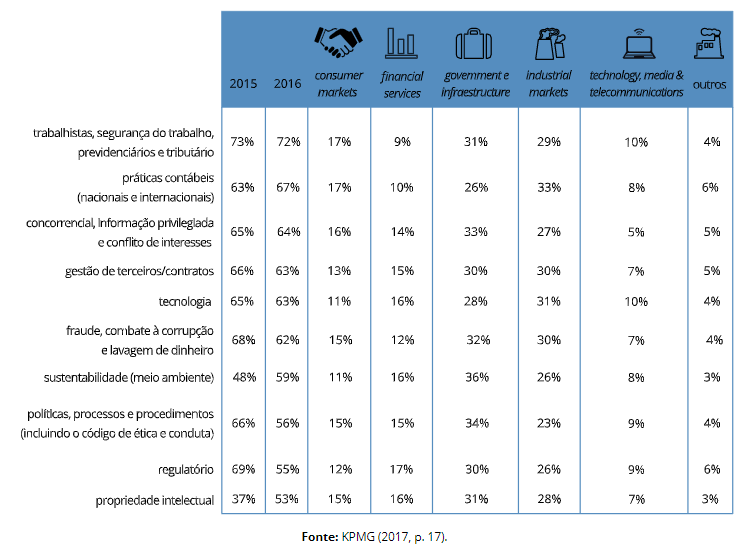 2015 2016 consumer markets financial services government e infraestructure industrial markets technology, media & telecommunications outros
trabalhistas, segurança do trabalho,
previdenciários e tributário 73% 72% 17% 9% 31% 29% 10% 4%
práticas contábeis
(nacionais e internacionais) 63% 67% 17% 10% 26% 33% 8% 6%
concorrencial, informação privilegiada
e conflito de interesses 65% 64% 16% 14% 33% 27% 5% 5%
gestão de terceiros/contratos 66% 63% 13% 15% 30% 30% 7% 5%
tecnologia 65% 63% 11% 16% 28% 31% 10% 4%
fraude, combate à corrupção
e lavagem de dinheiro 68% 62% 15% 12% 32% 30% 7% 4%
sustentabilidade (meio ambiente) 48% 59% 11% 16% 36% 26% 8% 3%
políticas, processos e procedimentos
(incluindo o código de ética e conduta) 66% 56% 15% 15% 34% 23% 9% 4%
regulatório 69% 55% 12% 17% 30% 26% 9% 6%
propriedade intelectual 37% 53% 15% 16% 31% 28% 7% 3%
Fonte: KPMG (2017, p. 17).